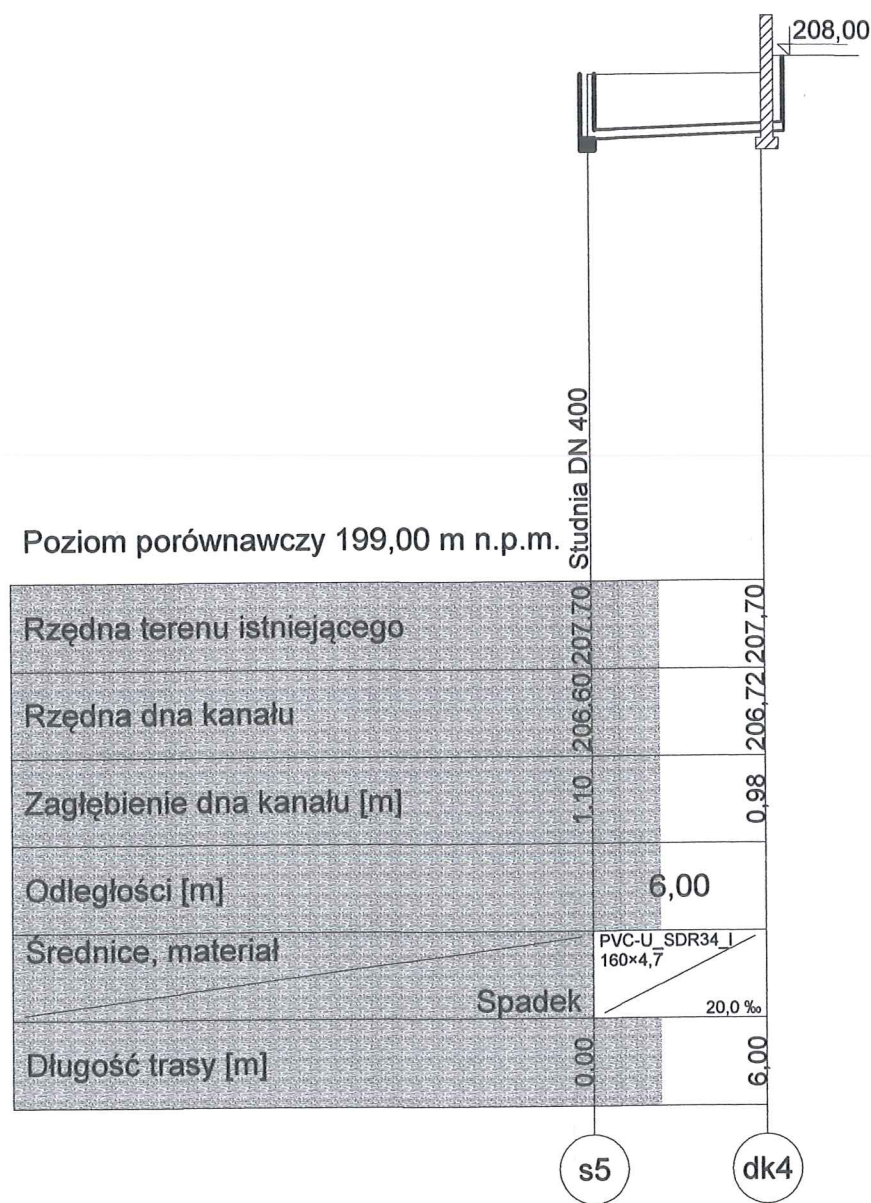 208,00
Studnia DN 400
Poziom porównawczy 199,00 m n.p.m.
Rzędna terenu istniejącego 207,70 207,70
Rzędna dna kanału 206,60 206,72
Zagłębienie dna kanału [m] 1,10 0,98
Odległości [m] 6,00
Średnice, materiał PVC-U_SDR34_I
160×4,7
Spadek 20,0 ‰
Długość trasy [m] 0,00 6,00
s5 dk4